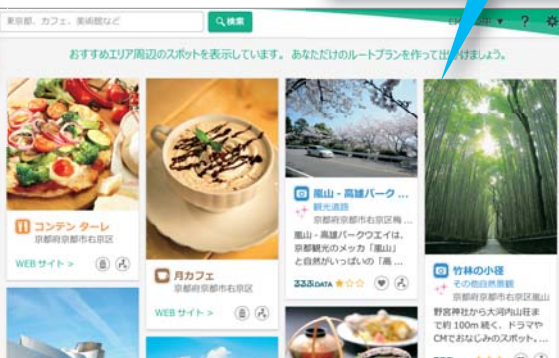 東京都、カフェ、美術館など
検索
?
おすすめエリア周辺のスポットを表示しています。 あなただけのルートプランを作って出かけましょう。
コンテン ターレ
京都府京都市右京区
WEB サイト >
月カフェ
京都府京都市右京区
WEB サイト >
嵐山 - 高雄パーク ...
観光道路
京都府京都市右京区梅 ...
嵐山 - 高雄パークウエイは、
京都観光のメッカ「嵐山」
と自然がいっぱいの「高 ...
るるぶDATA
竹林の小径
その他自然景観
京都府京都市右京区嵐山
野宮神社から大河内山荘ま
で約 100m 続く、ドラマや
CMでおなじみのスポット。...